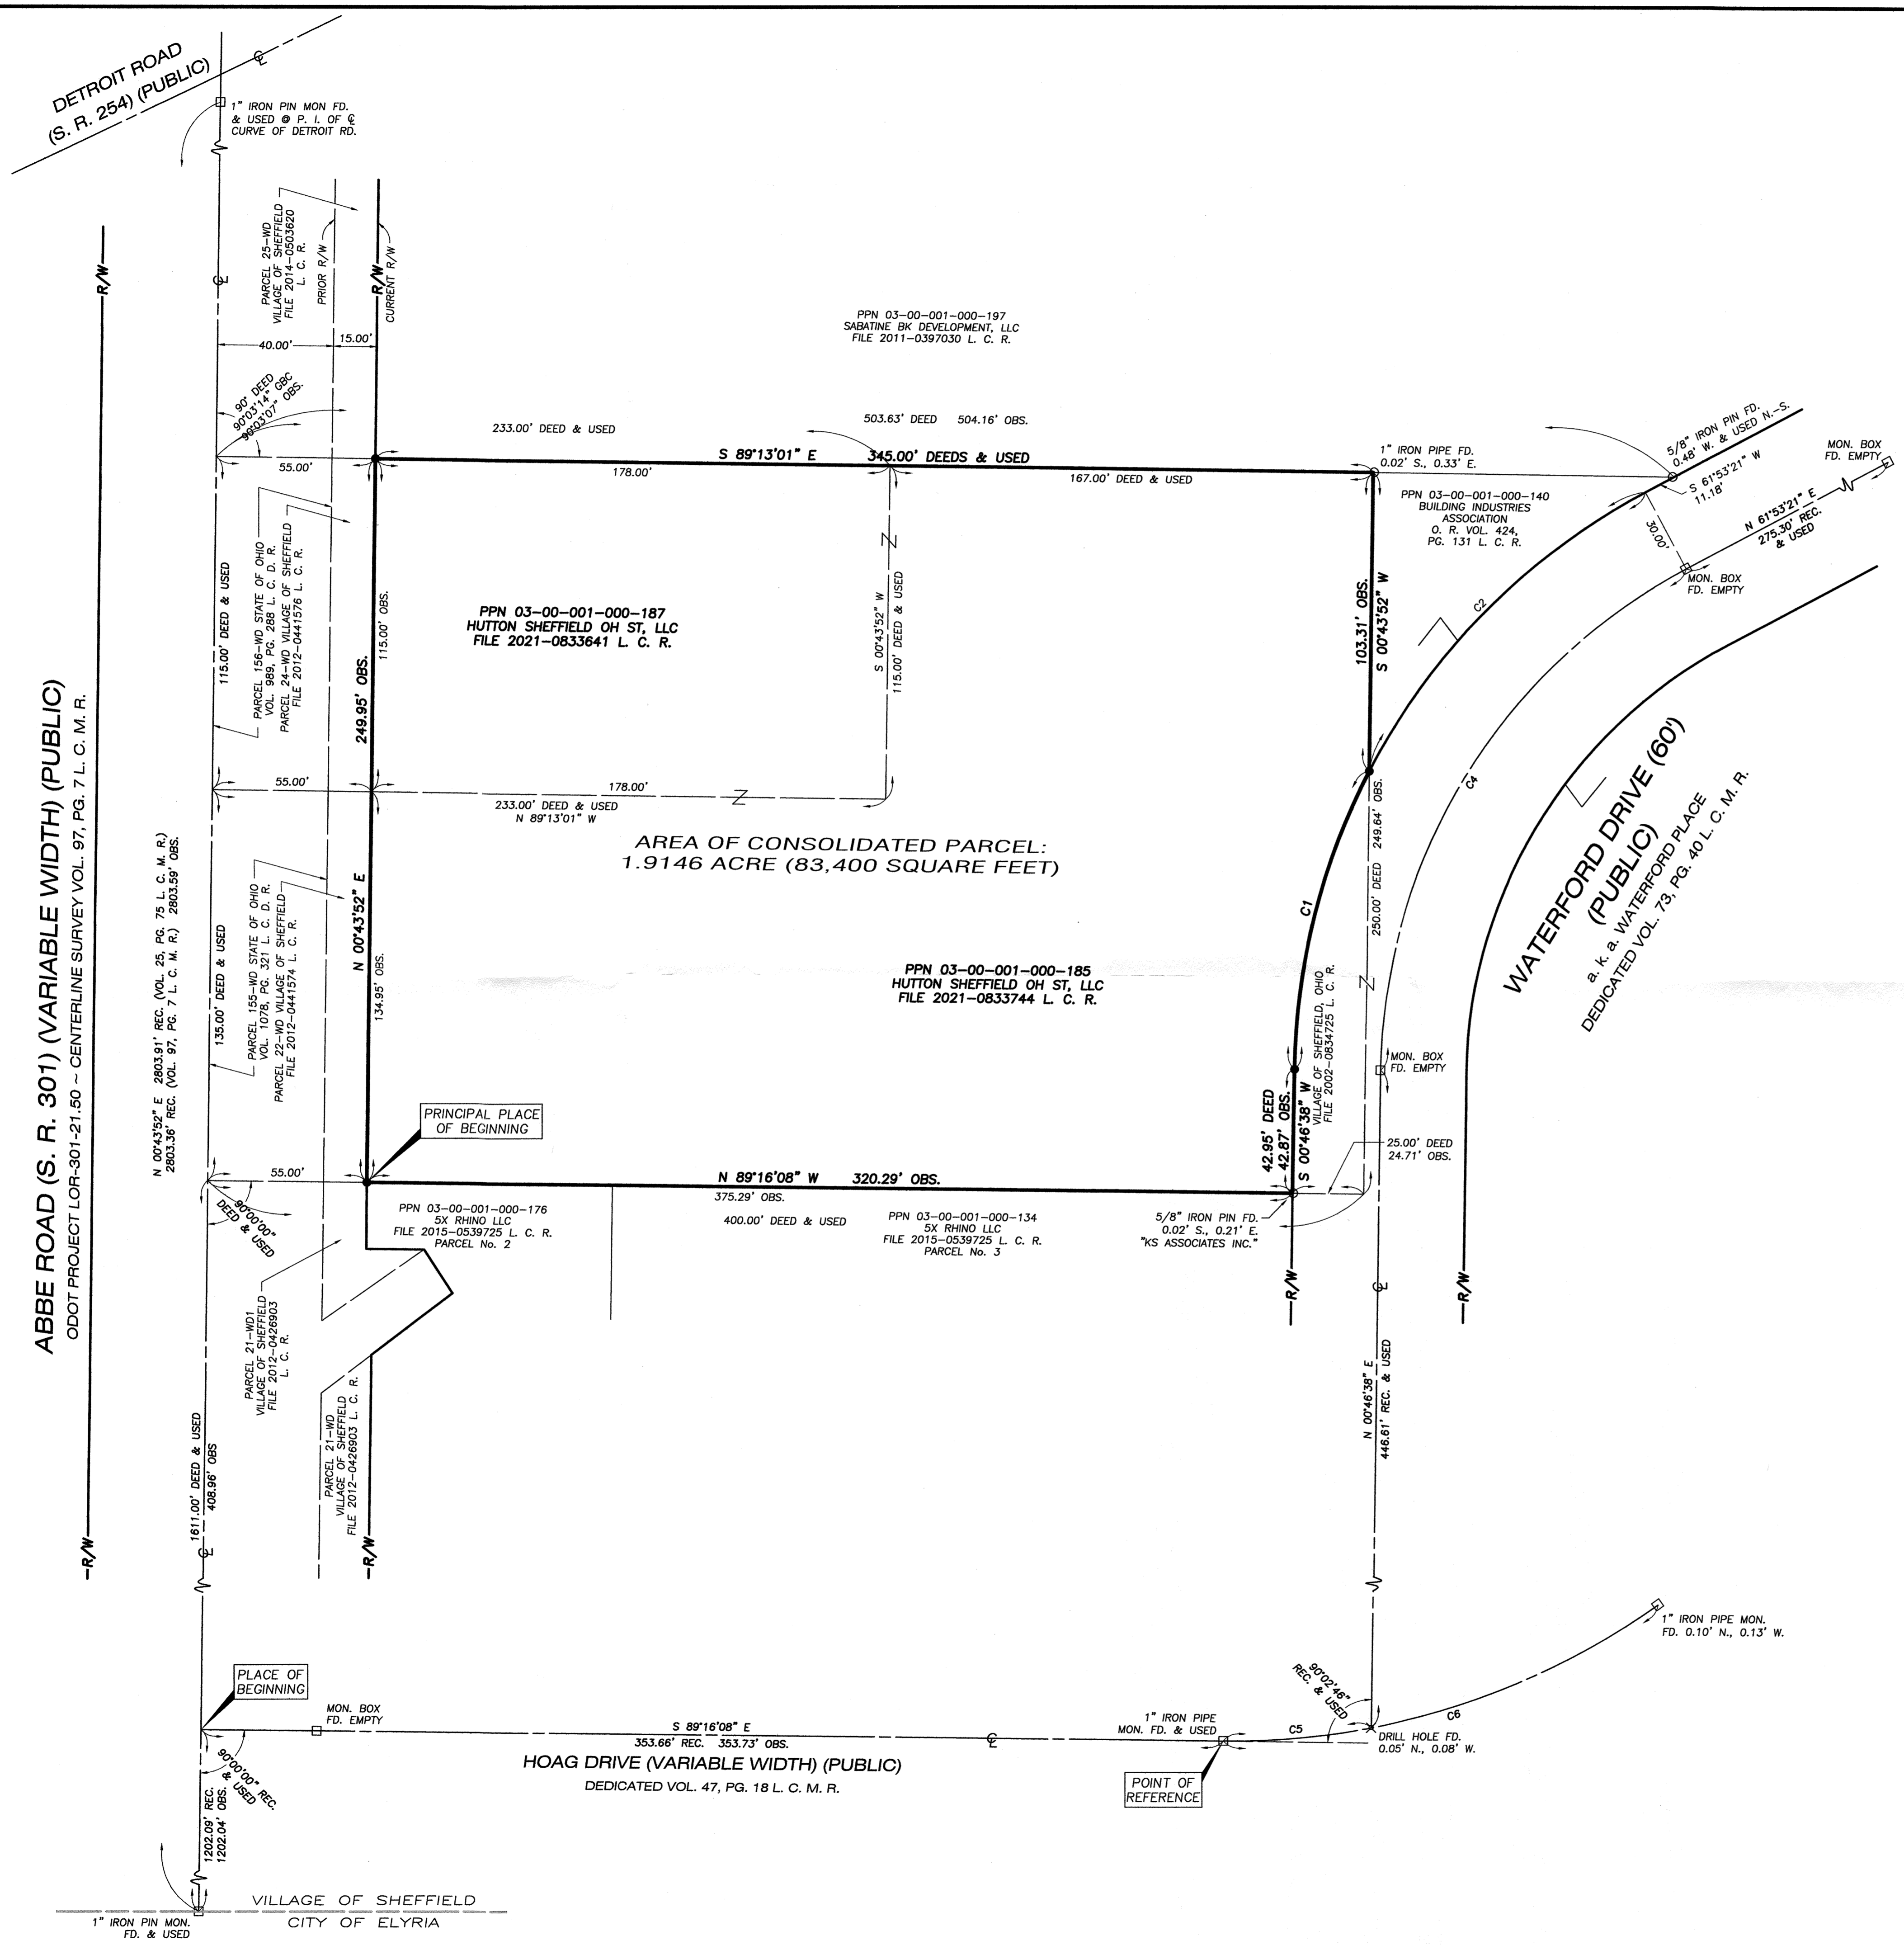 DETROIT ROAD
(S. R. 254) (PUBLIC)
℄
1" IRON PIN MON FD.
& USED @ P. I. OF ℄
CURVE OF DETROIT RD.
R/W
℄
PARCEL 25-WD
VILLAGE OF SHEFFIELD
FILE 2014-0503620
L. C. R.
PRIOR R/W
R/W
CURRENT R/W
40.00'
15.00'
90° DEED
90°03'14" GBC
90°03'07" OBS.
PPN 03-00-001-000-197
SABATINE BK DEVELOPMENT, LLC
FILE 2011-0397030 L. C. R.
233.00' DEED & USED
503.63' DEED 504.16' OBS.
55.00'
S 89°13'01" E 345.00' DEEDS & USED
178.00'
167.00' DEED & USED
1" IRON PIPE FD.
0.02' S., 0.33' E.
5/8" IRON PIN FD.
0.48' W. & USED N.-S.
MON. BOX
FD. EMPTY
S 61°53'21" W
11.18'
N 61°53'21" E
275.30' REC.
& USED
30.00'
MON. BOX
FD. EMPTY
PPN 03-00-001-000-140
BUILDING INDUSTRIES
ASSOCIATION
O. R. VOL. 424,
PG. 131 L. C. R.
115.00' DEED & USED
PARCEL 156-WD STATE OF OHIO
VOL. 989, PG. 288 L. C. D. R.
PARCEL 24-WD VILLAGE OF SHEFFIELD
FILE 2012-0441576 L. C. R.
249.95' OBS.
115.00' OBS.
PPN 03-00-001-000-187
HUTTON SHEFFIELD OH ST, LLC
FILE 2021-0833641 L. C. R.
S 00°43'52" W
115.00' DEED & USED
103.31' OBS.
S 00°43'52" W
C2
C4
55.00'
178.00'
233.00' DEED & USED
N 89°13'01" W
AREA OF CONSOLIDATED PARCEL:
1.9146 ACRE (83,400 SQUARE FEET)
ABBE ROAD (S. R. 301) (VARIABLE WIDTH) (PUBLIC)
ODOT PROJECT LOR-301-21.50 ~ CENTERLINE SURVEY VOL. 97, PG. 7 L. C. M. R.
N 00°43'52" E 2803.91' REC. (VOL. 25, PG. 75 L. C. M. R.)
2803.36' REC. (VOL. 97, PG. 7 L. C. M. R.) 2803.59' OBS.
135.00' DEED & USED
PARCEL 155-WD STATE OF OHIO
VOL. 1078, PG. 321 L. C. D. R.
PARCEL 22-WD VILLAGE OF SHEFFIELD
FILE 2012-0441574 L. C. R.
N 00°43'52" E
134.95' OBS.
PPN 03-00-001-000-185
HUTTON SHEFFIELD OH ST, LLC
FILE 2021-0833744 L. C. R.
C1
250.00' DEED 249.64' OBS.
VILLAGE OF SHEFFIELD, OHIO
FILE 2002-0834725 L. C. R.
WATERFORD DRIVE (60')
(PUBLIC)
a. k. a. WATERFORD PLACE
DEDICATED VOL. 73, PG. 40 L. C. M. R.
MON. BOX
FD. EMPTY
42.95' DEED
42.87' OBS.
S 00°46'38" W
25.00' DEED
24.71' OBS.
PRINCIPAL PLACE
OF BEGINNING
55.00'
N 89°16'08" W 320.29' OBS.
375.29' OBS.
400.00' DEED & USED
90°00'00"
DEED & USED
PPN 03-00-001-000-176
5X RHINO LLC
FILE 2015-0539725 L. C. R.
PARCEL No. 2
PPN 03-00-001-000-134
5X RHINO LLC
FILE 2015-0539725 L. C. R.
PARCEL No. 3
5/8" IRON PIN FD.
0.02' S., 0.21' E.
"KS ASSOCIATES INC."
R/W
℄
R/W
PARCEL 21-WD1
VILLAGE OF SHEFFIELD
FILE 2012-0426903
L. C. R.
PARCEL 21-WD
VILLAGE OF SHEFFIELD
FILE 2012-0426903 L. C. R.
1611.00' DEED & USED
408.96' OBS
℄
R/W
R/W
N 00°46'38" E
446.61' REC. & USED
1" IRON PIPE MON.
FD. 0.10' N., 0.13' W.
PLACE OF
BEGINNING
MON. BOX
FD. EMPTY
S 89°16'08" E
353.66' REC. 353.73' OBS.
℄
1" IRON PIPE
MON. FD. & USED
90°02'46"
REC. & USED
C5
C6
DRILL HOLE FD.
0.05' N., 0.08' W.
90°00'00" REC.
& USED
HOAG DRIVE (VARIABLE WIDTH) (PUBLIC)
DEDICATED VOL. 47, PG. 18 L. C. M. R.
POINT OF
REFERENCE
1202.09' REC.
1202.04' OBS.
VILLAGE OF SHEFFIELD
CITY OF ELYRIA
1" IRON PIN MON.
FD. & USED